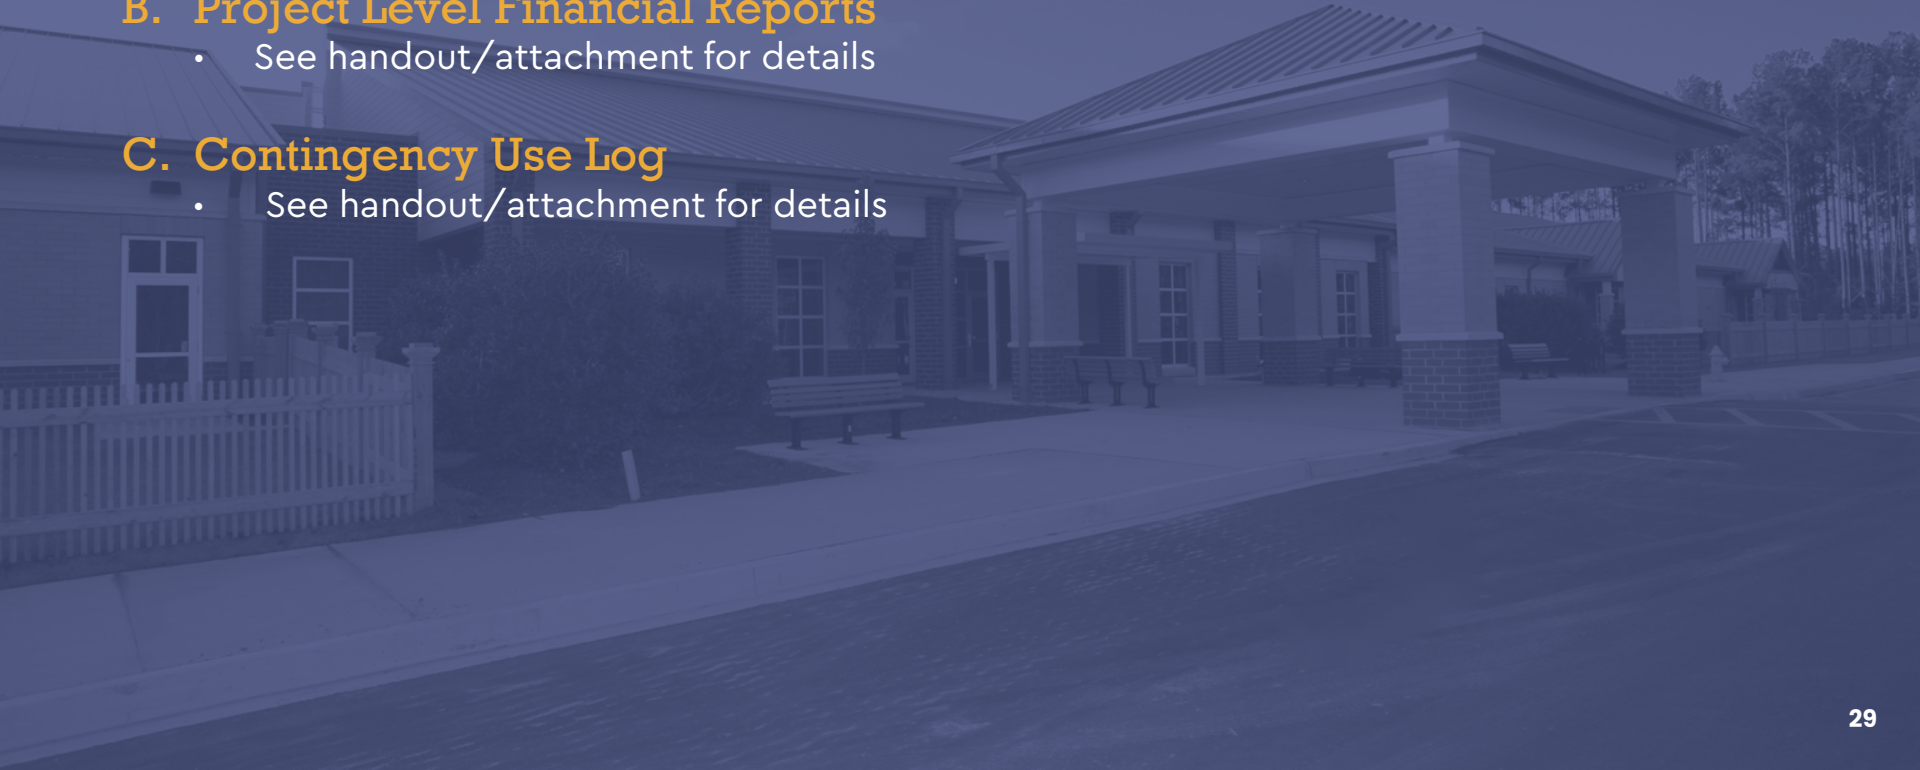 B. Project Level Financial Reports
• See handout/attachment for details
C. Contingency Use Log
• See handout/attachment for details
29